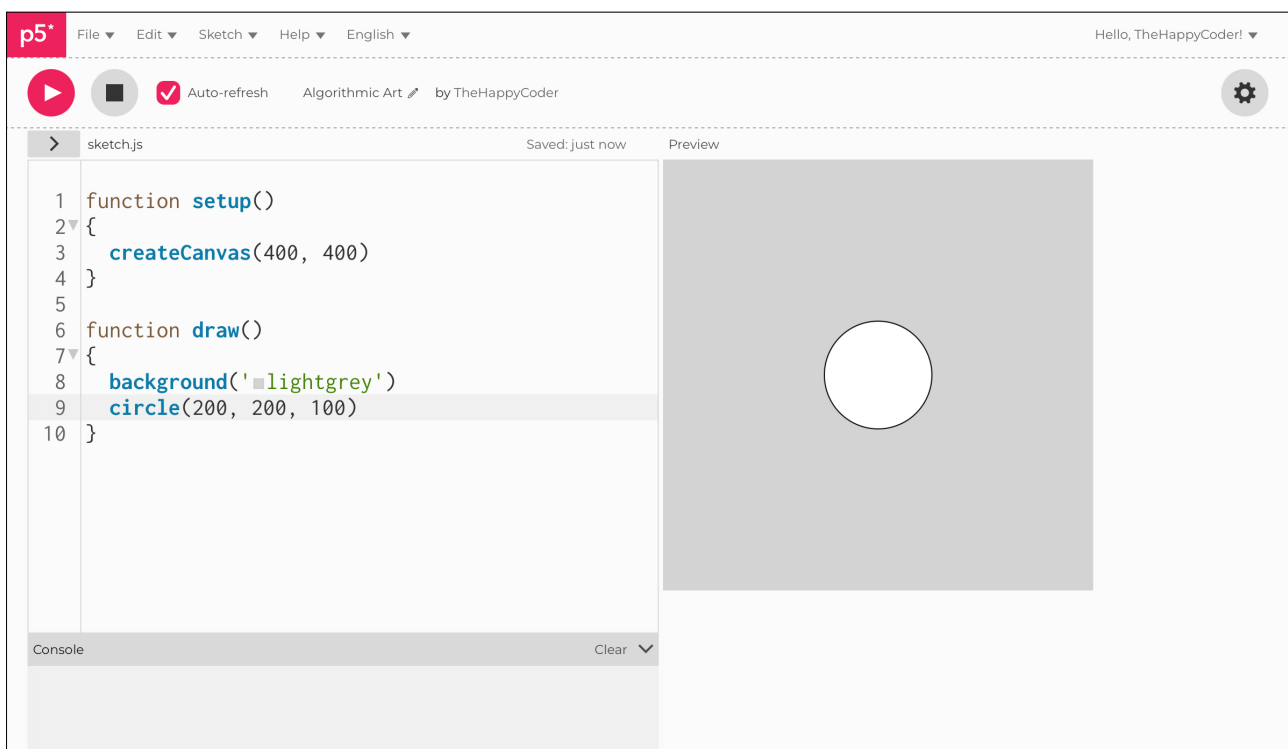 p5* File Edit Sketch Help English Hello, TheHappyCoder!
Auto-refresh Algorithmic Art by TheHappyCoder
sketch.js Saved: just now Preview
1 function setup()
2 {
3 createCanvas(400, 400)
4 }
5
6 function draw()
7 {
8 background('lightgrey')
9 circle(200, 200, 100)
10 }
Console Clear